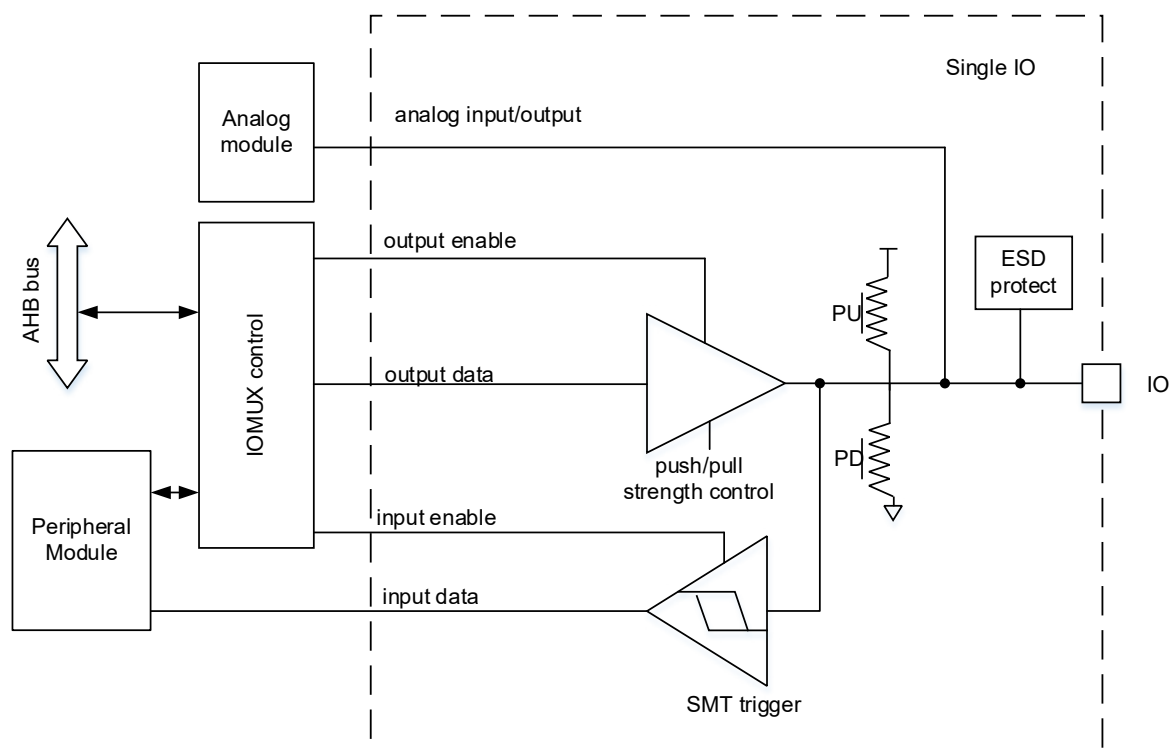 Single IO
Analog
module
analog input/output
AHB bus
IOMUX control
output enable
ESD
protect
PU
output data
IO
PD
push/pull
strength control
Peripheral
Module
input enable
input data
SMT trigger